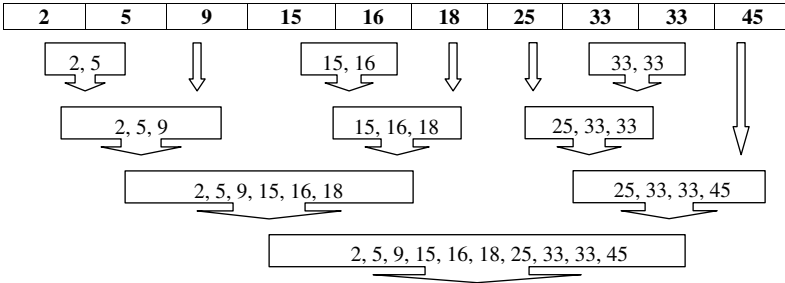 2 5 9 15 16 18 25 33 33 45
2, 5 15, 16 33, 33
2, 5, 9 15, 16, 18 25, 33, 33
2, 5, 9, 15, 16, 18 25, 33, 33, 45
2, 5, 9, 15, 16, 18, 25, 33, 33, 45